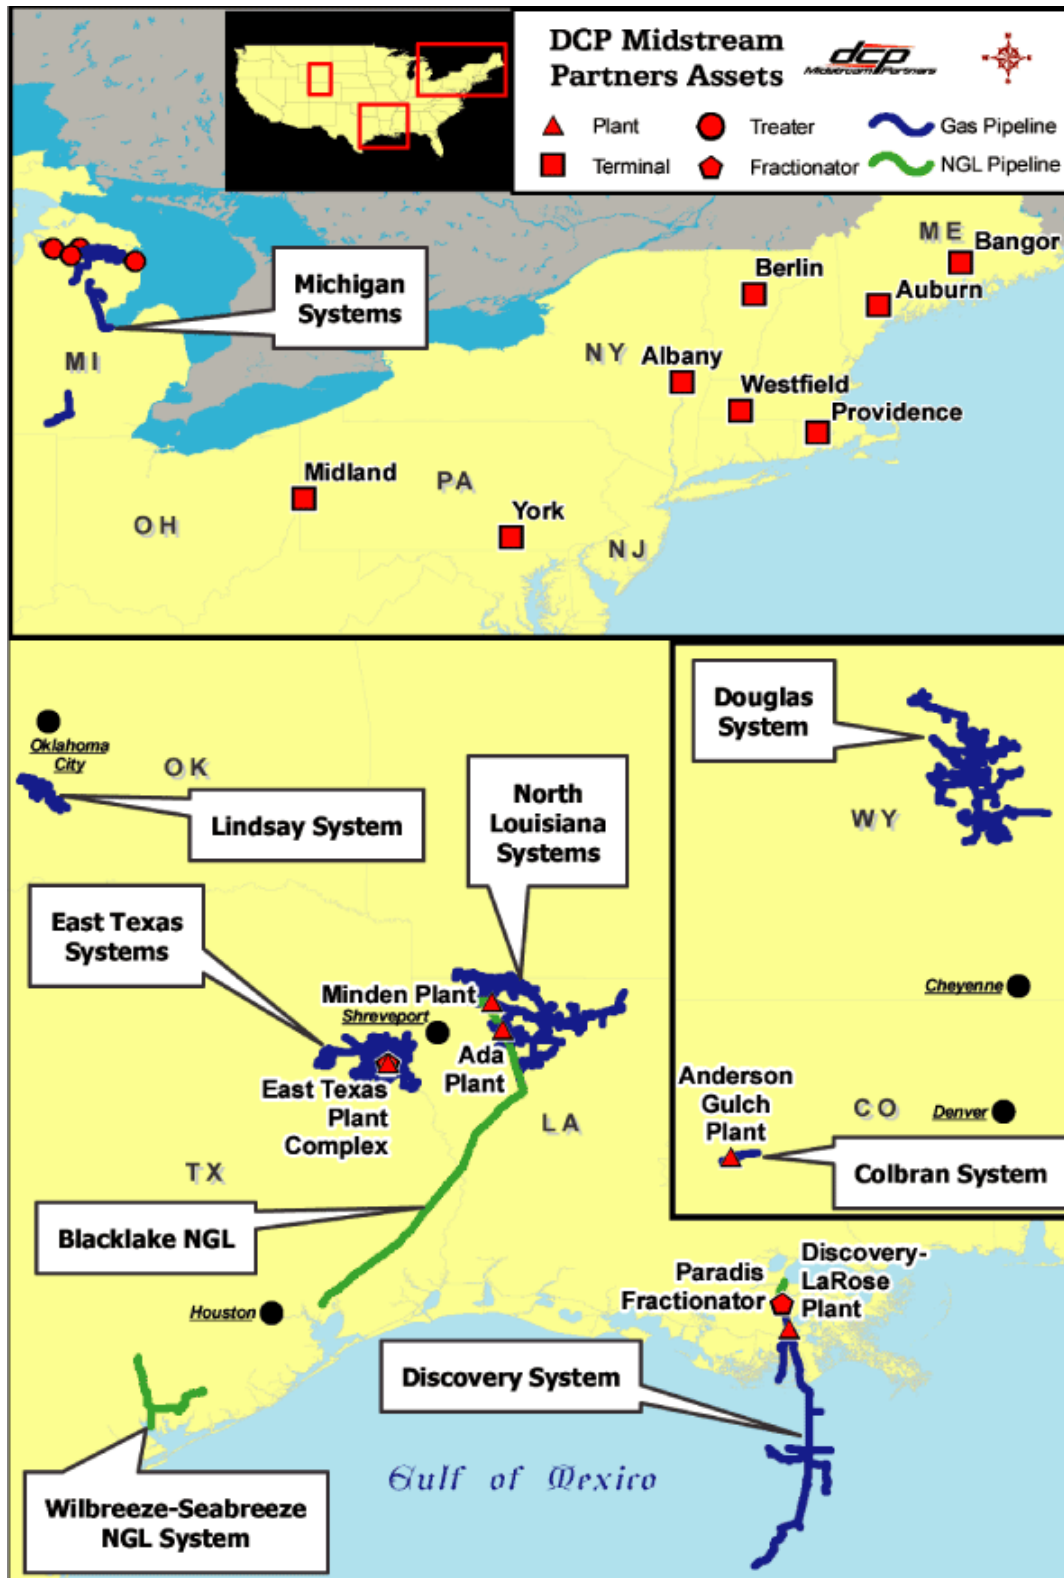 DCP Midstream
Partners Assets
dcp
Midstream Partners
Plant
Treater
Gas Pipeline
Terminal
Fractionator
NGL Pipeline
Michigan
Systems
MI
OH
PA
NY
NJ
ME
Bangor
Berlin
Auburn
Albany
Westfield
Providence
Midland
York
Oklahoma
City
OK
Lindsay System
North
Louisiana
Systems
East Texas
Systems
Minden Plant
Shreveport
Ada
Plant
East Texas
Plant
Complex
LA
TX
Blacklake NGL
Houston
Wilbreeze-Seabreeze
NGL System
Douglas
System
WY
Cheyenne
Anderson
Gulch
Plant
CO
Denver
Colbran System
Paradis
Fractionator
Discovery-
LaRose
Plant
Discovery System
Gulf of Mexico